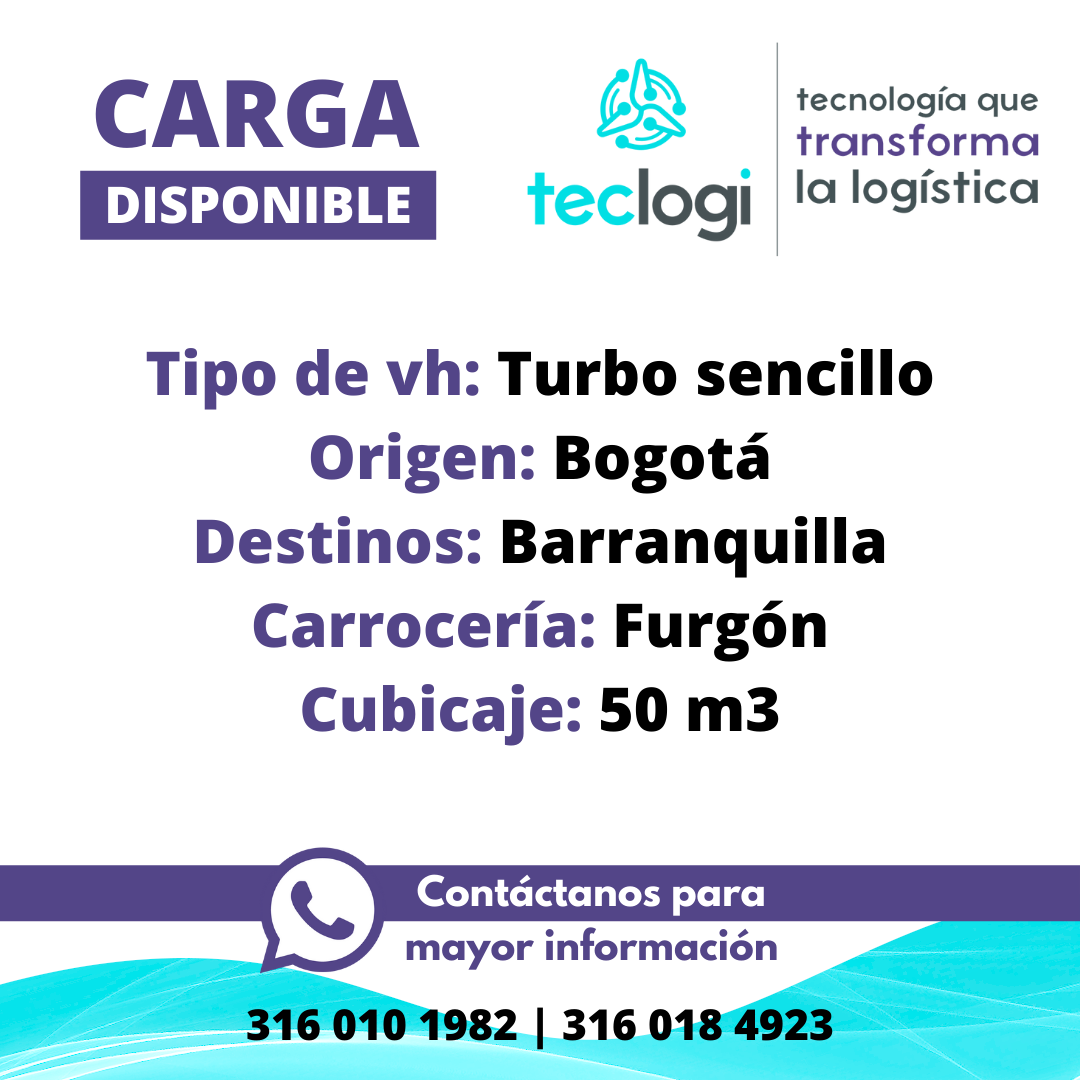 CARGA
DISPONIBLE
teclogi
tecnología que
transforma
la logística
Tipo de vh: Turbo sencillo
Origen: Bogotá
Destinos: Barranquilla
Carrocería: Furgón
Cubicaje: 50 m3
Contáctanos para
mayor información
316 010 1982 | 316 018 4923